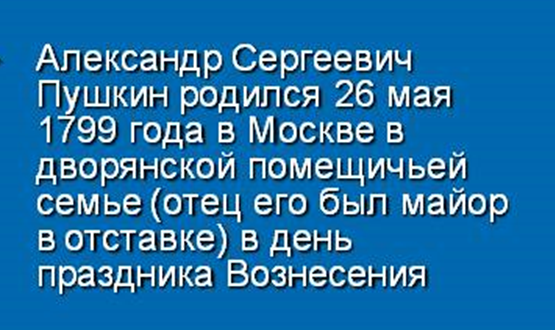 Александр Сергеевич
Пушкин родился 26 мая
1799 года в Москве в
дворянской помещичьей
семье (отец его был майор
в отставке) в день
праздника Вознесения